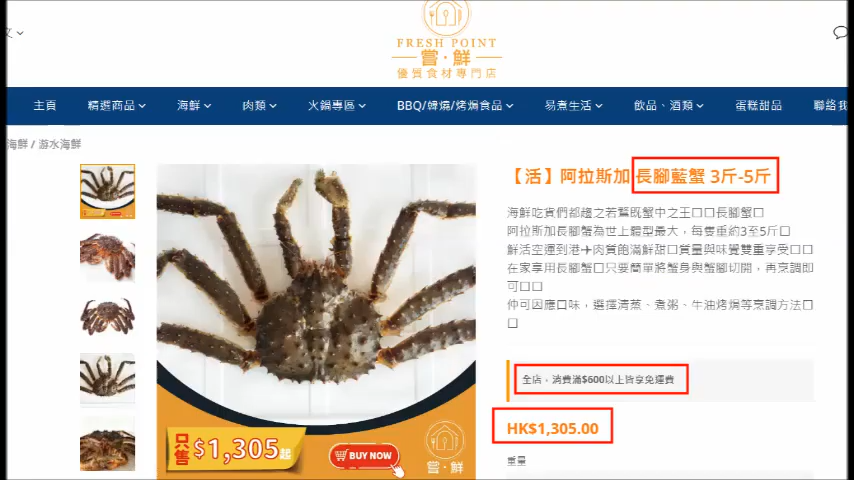 FRESH POINT
嘗·鮮
優質食材專門店
主頁 精選商品 海鮮 肉類 火鍋專區 BBQ/韓燒/烤焗食品 易煮生活 飲品、酒類 蛋糕甜品 聯絡我
海鮮 / 游水海鮮
【活】阿拉斯加 長腳藍蟹 3斤-5斤
海鮮吃貨們都趨之若鶩既蟹中之王□□長腳蟹□
阿拉斯加長腳蟹為世上體型最大，每隻重約3至5斤□
鮮活空運到港✈肉質飽滿鮮甜□質量與味覺雙重享受□□
在家享用長腳蟹□只要簡單將蟹身與蟹腳切開，再烹調即
可□□
仲可因應口味，選擇清蒸、煮粥、牛油烤焗等烹調方法□
□
全店，消費滿$600以上皆享免運費
HK$1,305.00
重量
只售 $1,305起
BUY NOW
嘗·鮮